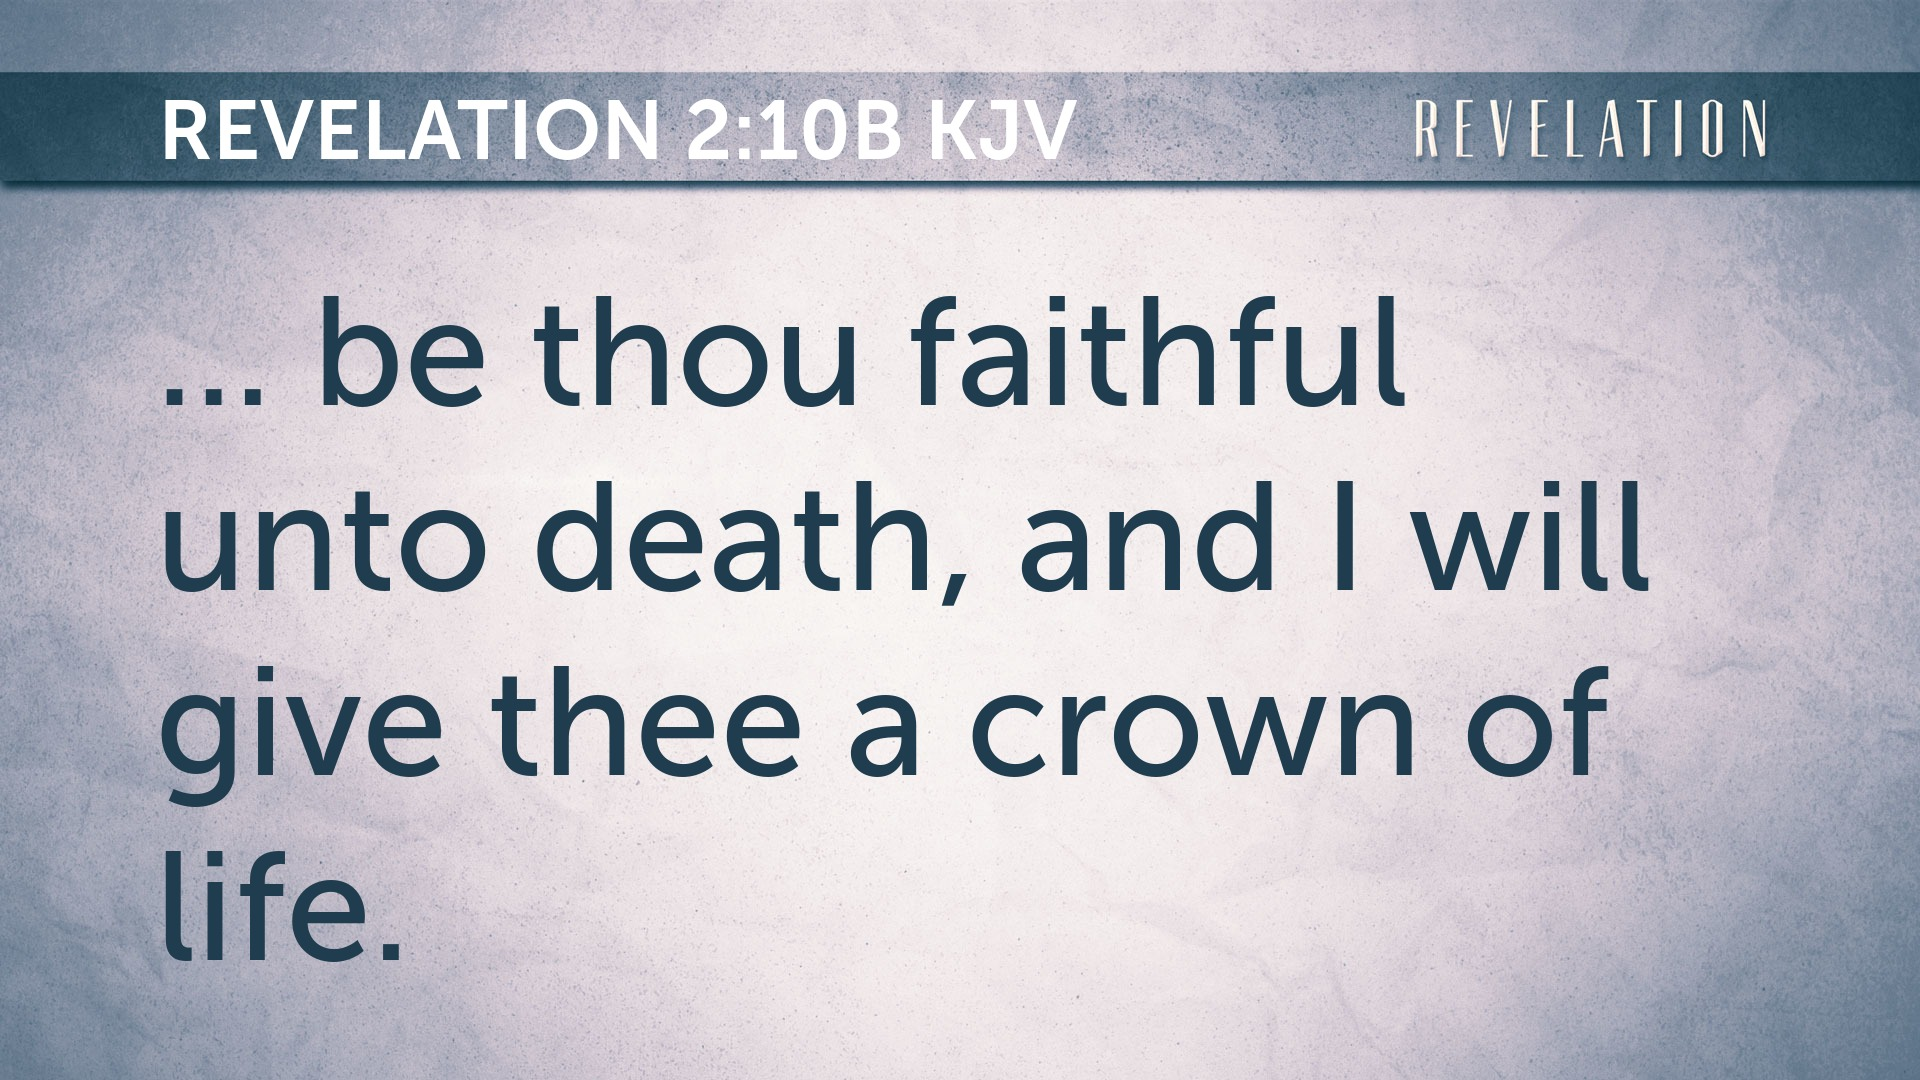 REVELATION 2:10B KJV
REVELATION
... be thou faithful
unto death, and I will
give thee a crown of
life.